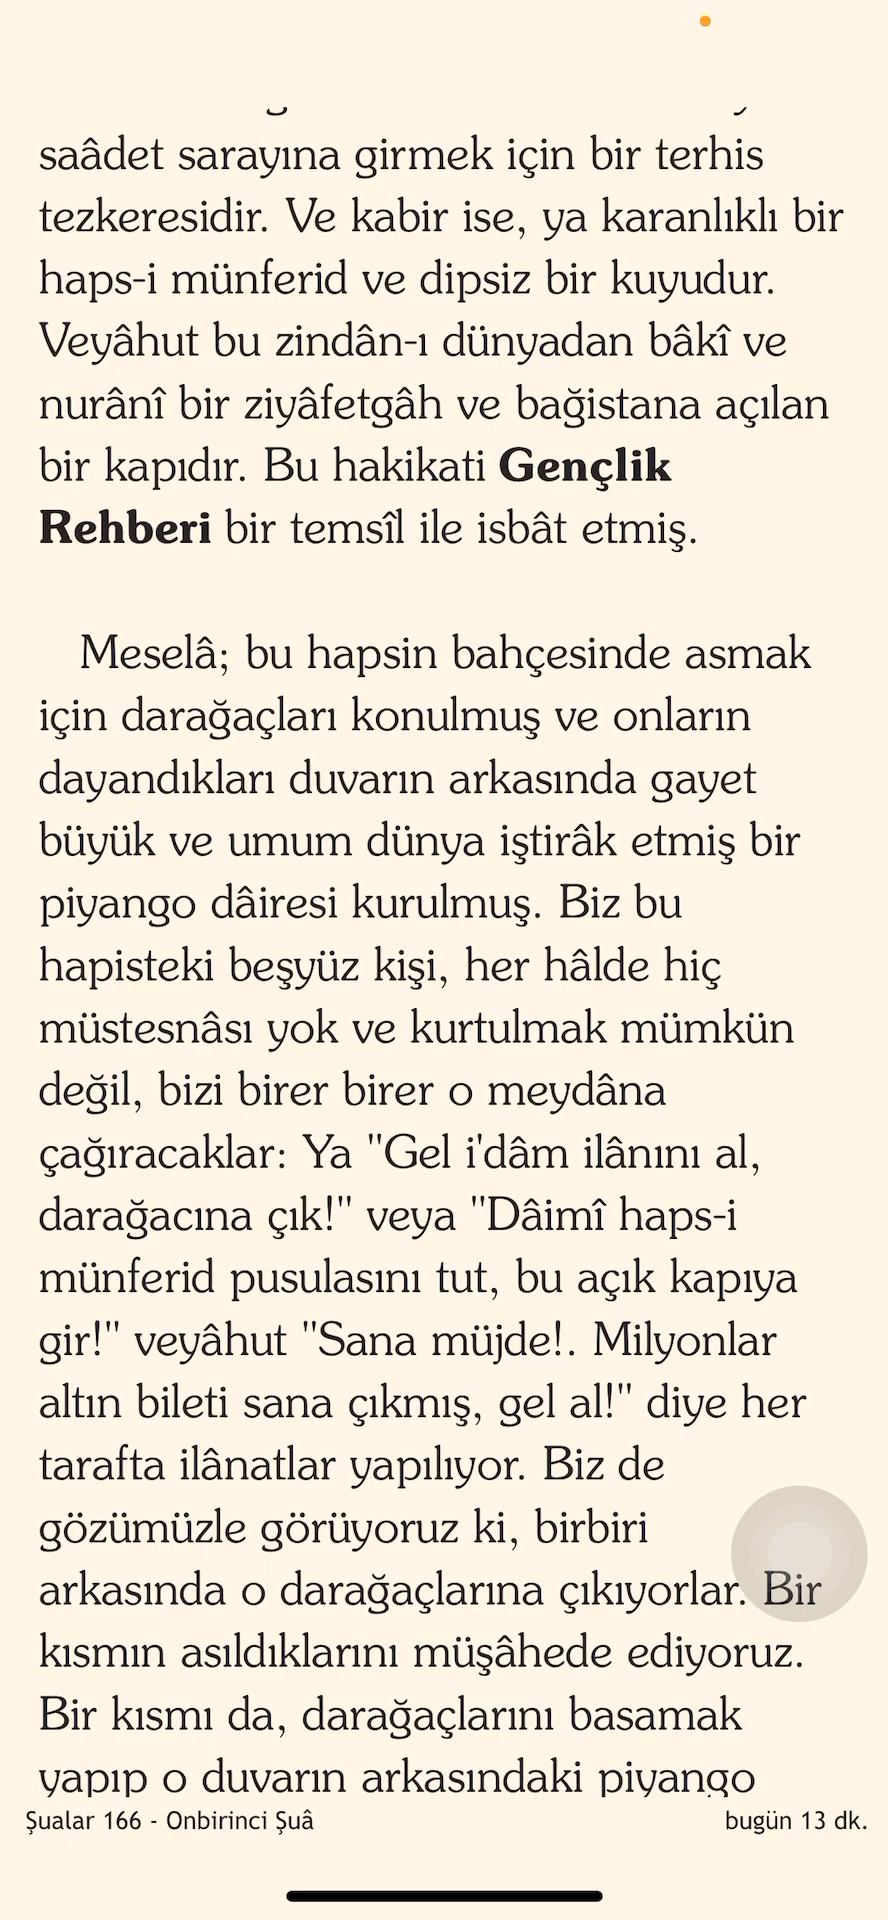 saâdet sarayına girmek için bir terhis
tezkeresidir. Ve kabir ise, ya karanlıklı bir
haps-i münferid ve dipsiz bir kuyudur.
Veyâhut bu zindân-ı dünyadan bâkî ve
nurânî bir ziyâfetgâh ve bağistana açılan
bir kapıdır. Bu hakikati Gençlik
Rehberi bir temsîl ile isbât etmiş.
Meselâ; bu hapsin bahçesinde asmak
için darağaçları konulmuş ve onların
dayandıkları duvarın arkasında gayet
büyük ve umum dünya iştirâk etmiş bir
piyango dâiresi kurulmuş. Biz bu
hapisteki beşyüz kişi, her hâlde hiç
müstesnâsı yok ve kurtulmak mümkün
değil, bizi birer birer o meydâna
çağıracaklar: Ya "Gel i'dâm ilânını al,
darağacına çık!" veya "Dâimî haps-i
münferid pusulasını tut, bu açık kapıya
gir!" veyâhut "Sana müjde!. Milyonlar
altın bileti sana çıkmış, gel al!" diye her
tarafta ilânatlar yapılıyor. Biz de
gözümüzle görüyoruz ki, birbiri
arkasında o darağaçlarına çıkıyorlar. Bir
kısmın asıldıklarını müşâhede ediyoruz.
Bir kısmı da, darağaçlarını basamak
yapıp o duvarın arkasındaki piyango
Şualar 166 - Onbirinci Şuâ
bugün 13 dk.